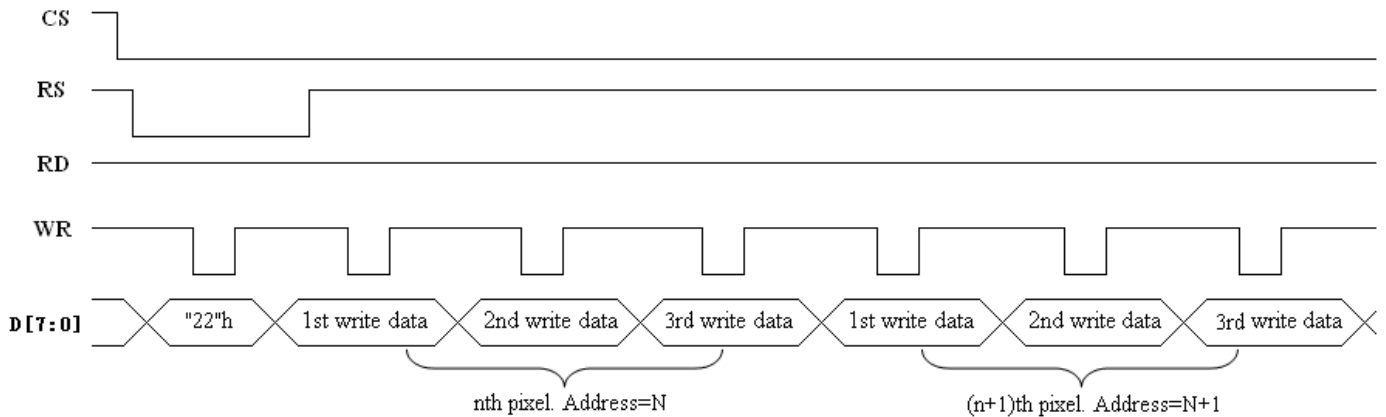 CS
RS
RD
WR
D[7:0] "22"h 1st write data 2nd write data 3rd write data 1st write data 2nd write data 3rd write data
nth pixel. Address=N (n+1)th pixel. Address=N+1